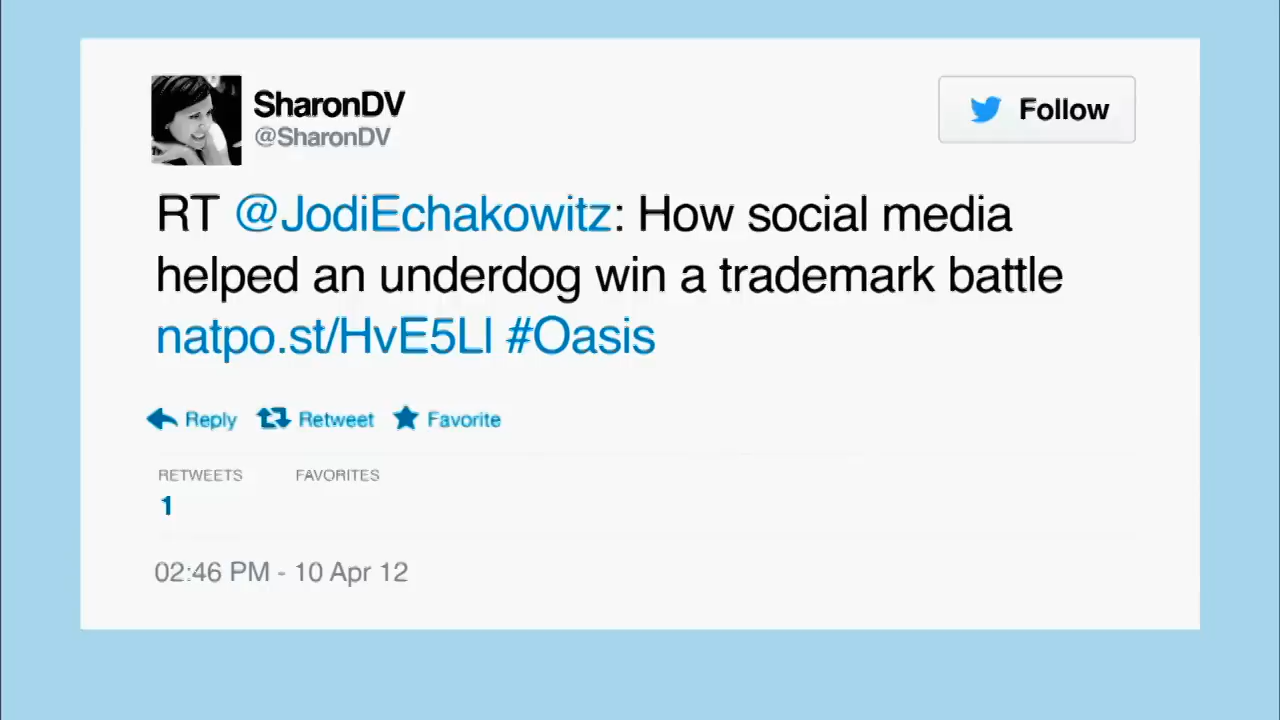 SharonDV
@SharonDV
Follow
RT @JodiEchakowitz: How social media
helped an underdog win a trademark battle
natpo.st/HvE5Ll #Oasis
Reply Retweet Favorite
RETWEETS FAVORITES
1
02:46 PM - 10 Apr 12